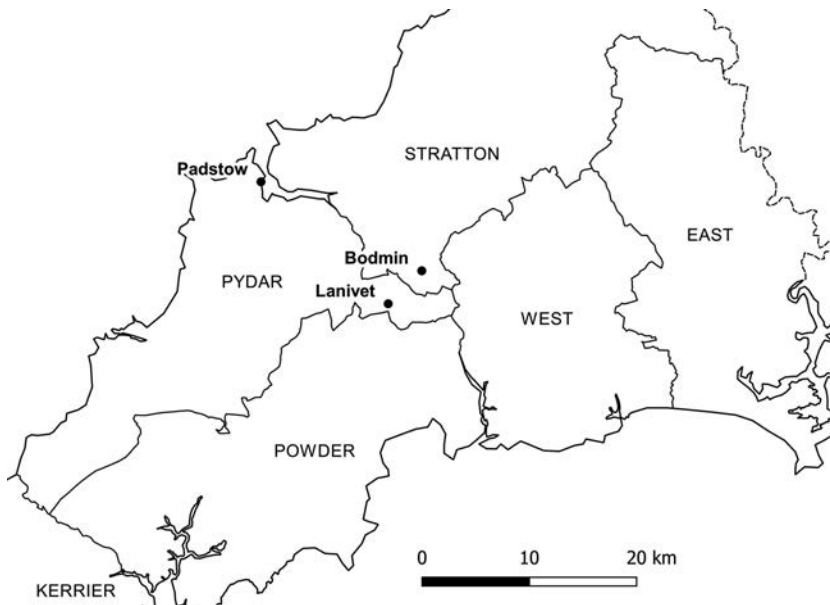 STRATTON
Padstow
EAST
Bodmin
PYDAR
Lanivet
WEST
POWDER
0 10 20 km
KERRIER